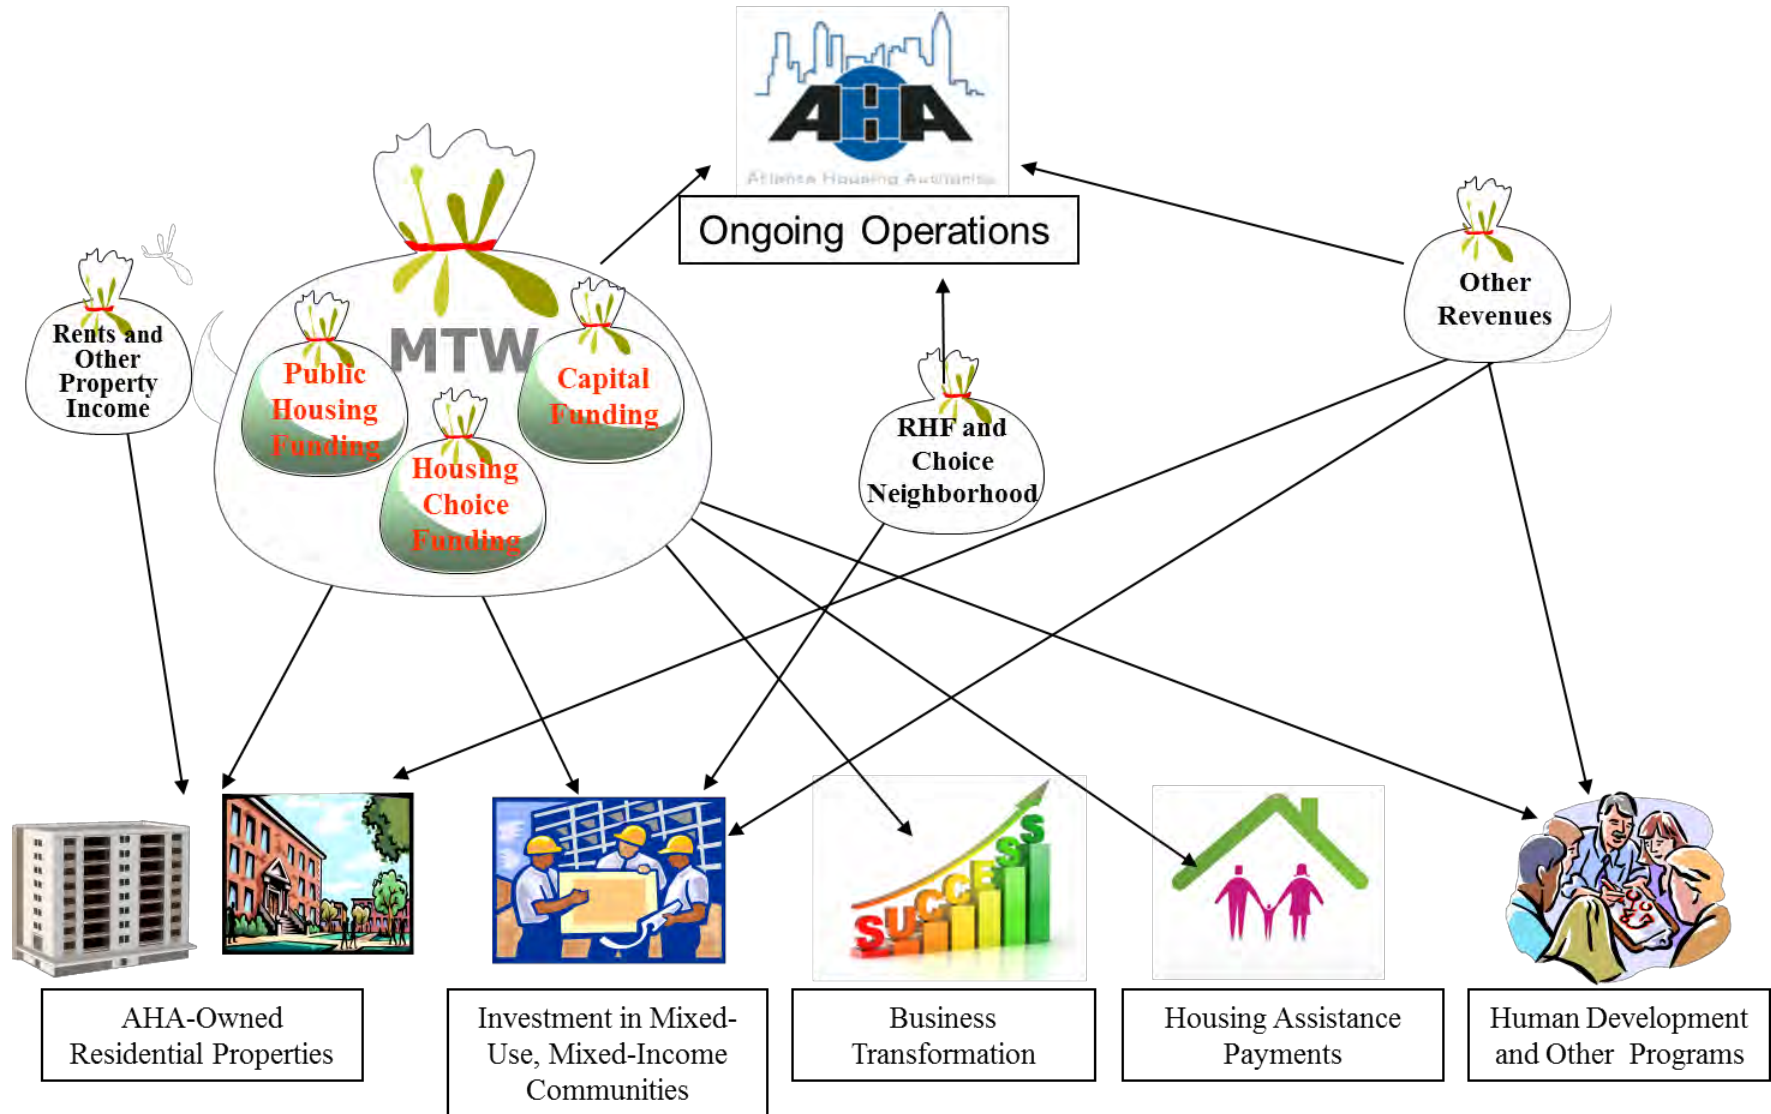 AHA
Atlanta Housing Authority
Ongoing Operations
Rents and
Other
Property
Income
MTW
Public
Housing
Funding
Capital
Funding
Housing
Choice
Funding
RHF and
Choice
Neighborhood
Other
Revenues
SUCCESS
AHA-Owned
Residential Properties
Investment in Mixed-
Use, Mixed-Income
Communities
Business
Transformation
Housing Assistance
Payments
Human Development
and Other Programs